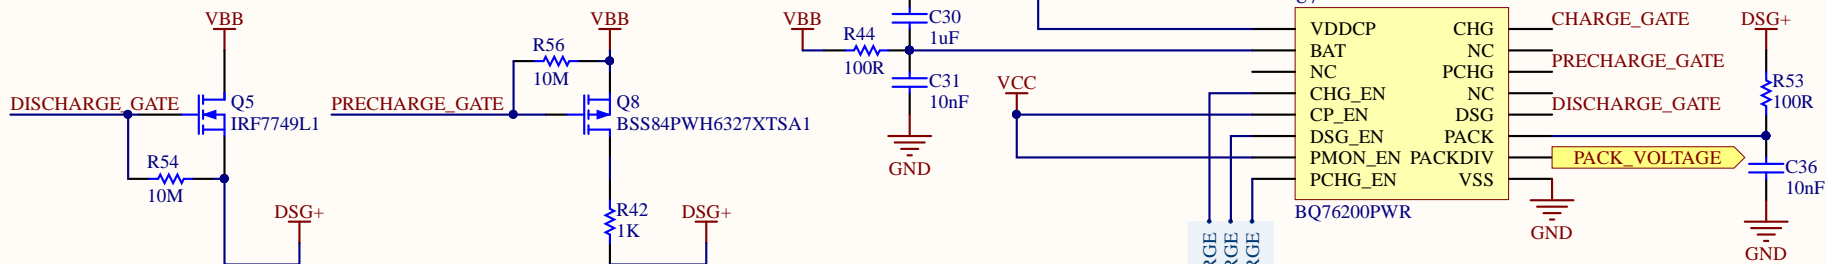 VBB
Q5
IRF7749L1
DISCHARGE_GATE
R54
10M
DSG+
VBB
R56
10M
PRECHARGE_GATE
Q8
BSS84PWH6327XTSA1
R42
1K
DSG+
VBB
R44
100R
C30
1uF
C31
10nF
GND
VCC
VDDCP
BAT
NC
CHG_EN
CP_EN
DSG_EN
PMON_EN
PCHG_EN
CHG
NC
PCHG
NC
DSG
PACK
PACKDIV
VSS
BQ76200PWR
CHARGE_GATE
PRECHARGE_GATE
DISCHARGE_GATE
PACK_VOLTAGE
GND
DSG+
R53
100R
C36
10nF
GND